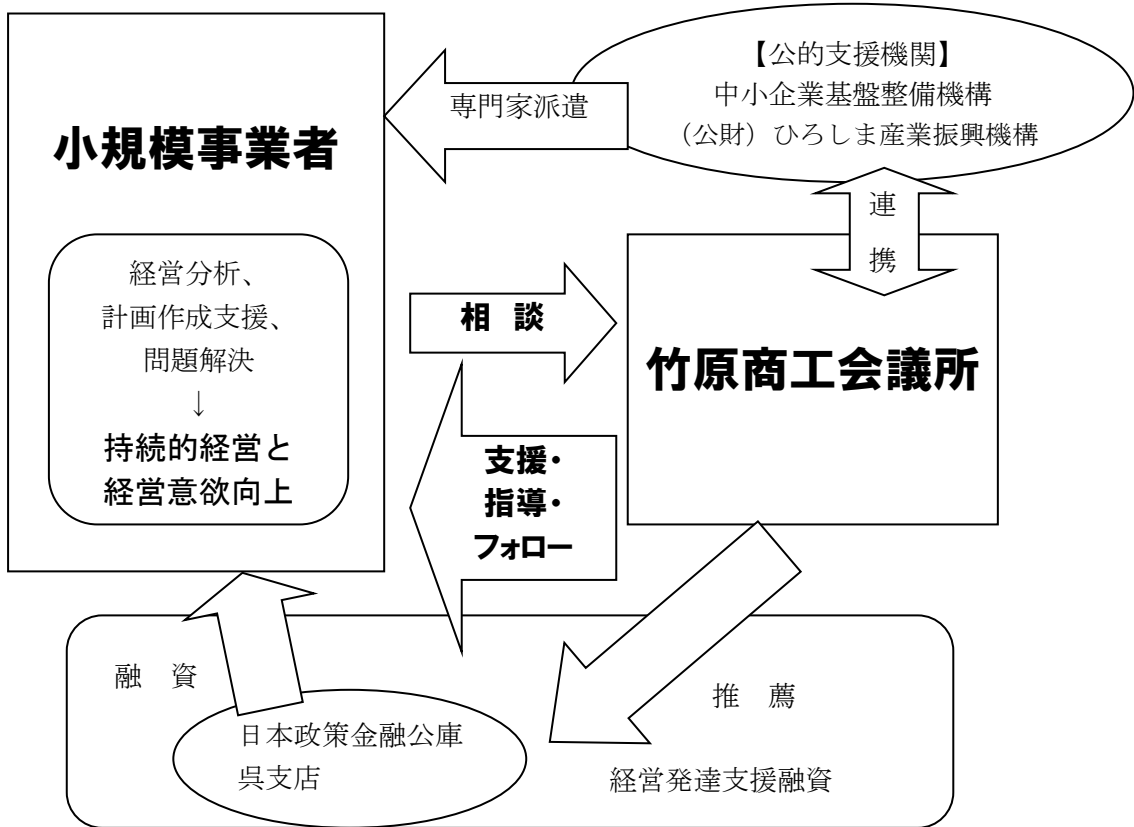 【公的支援機関】
中小企業基盤整備機構
（公財）ひろしま産業振興機構
専門家派遣
小規模事業者
連
携
経営分析、
計画作成支援、
問題解決
↓
持続的経営と
経営意欲向上
相 談
竹原商工会議所
支援・
指導・
フォロー
融 資
推 薦
日本政策金融公庫
呉支店
経営発達支援融資